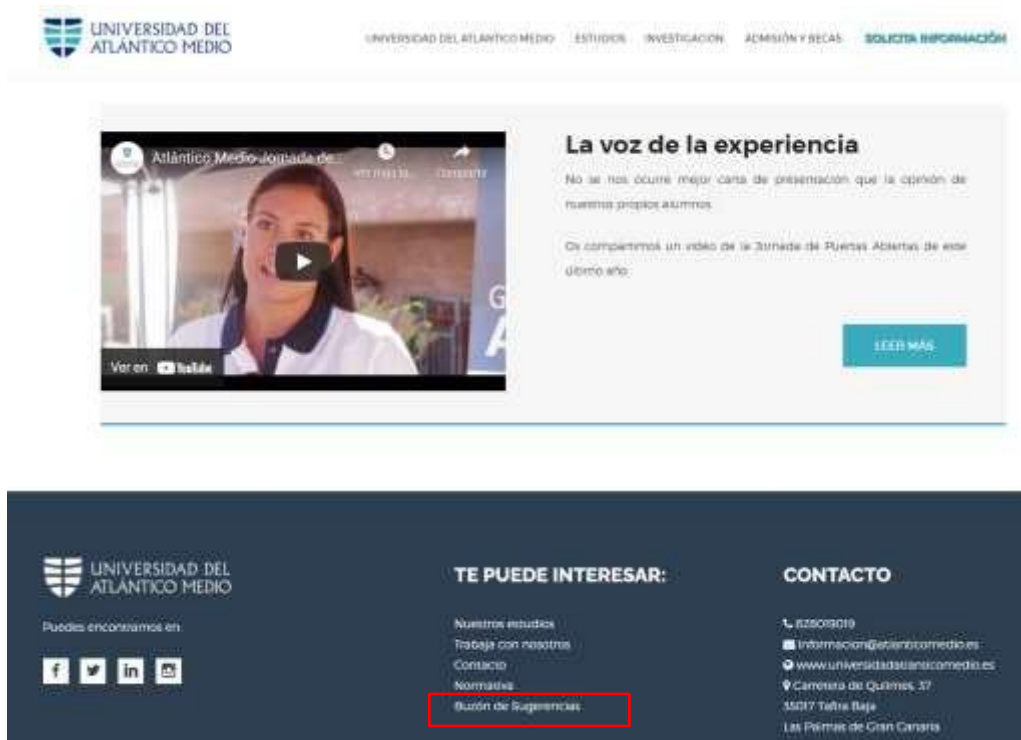 UNIVERSIDAD DEL
ATLÁNTICO MEDIO
UNIVERSIDAD DEL ATLÁNTICO MEDIO ESTUDIOS INVESTIGACIÓN ADMISIÓN Y BECAS SOLICITA INFORMACIÓN
Atlántico Medio Jornada de...
Ver más ta... Compartir
G
A
Ver en YouTube
La voz de la experiencia
No se nos ocurre mejor carta de presentación que la opinión de
nuestros propios alumnos.
Os compartimos un vídeo de la Jornada de Puertas Abiertas de este
último año.
LEER MÁS
UNIVERSIDAD DEL
ATLÁNTICO MEDIO
Puedes encontrarnos en:
f in
TE PUEDE INTERESAR:
Nuestros estudios
Trabaja con nosotros
Contacto
Normativa
Buzón de Sugerencias
CONTACTO
828019019
informacion@atlanticomedio.es
www.universidadatlanticomedio.es
Carretera de Quilmes, 37
35017 Tafira Baja
Las Palmas de Gran Canaria